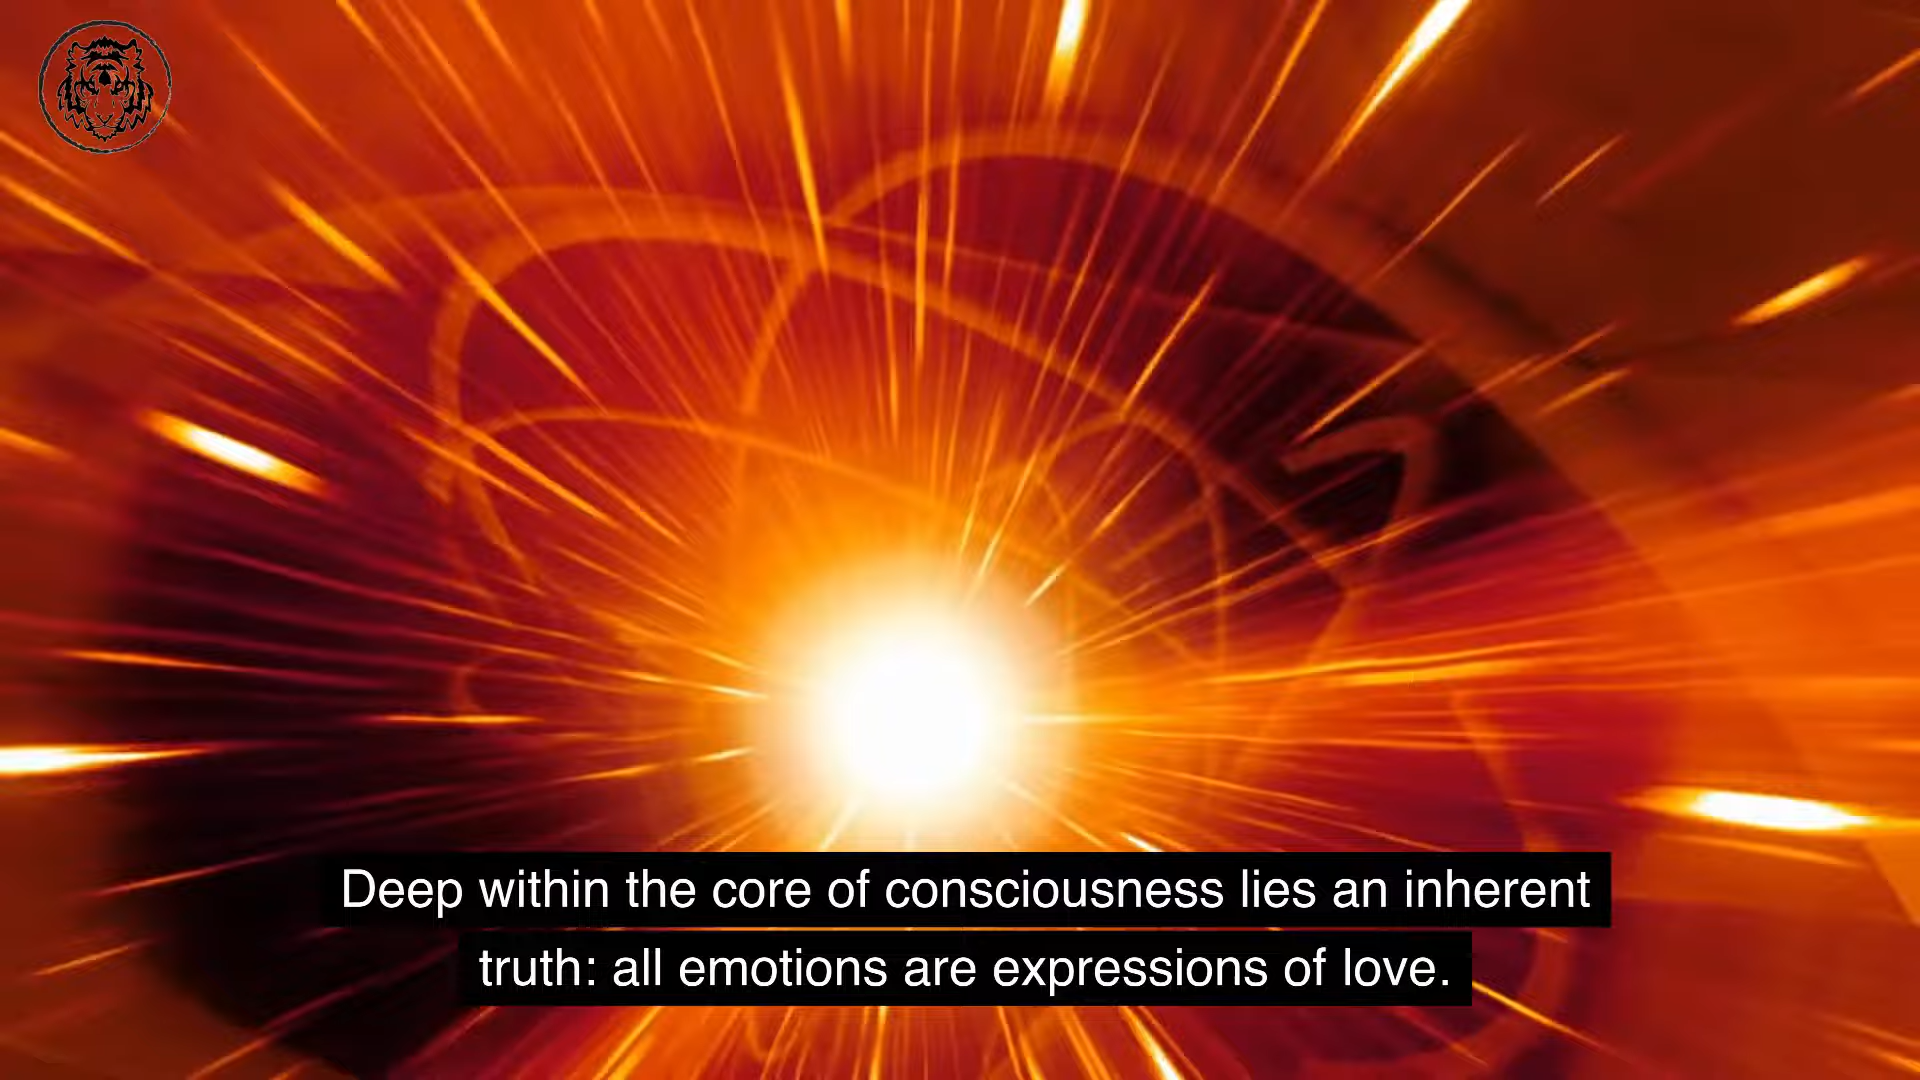 Deep within the core of consciousness lies an inherent
truth: all emotions are expressions of love.